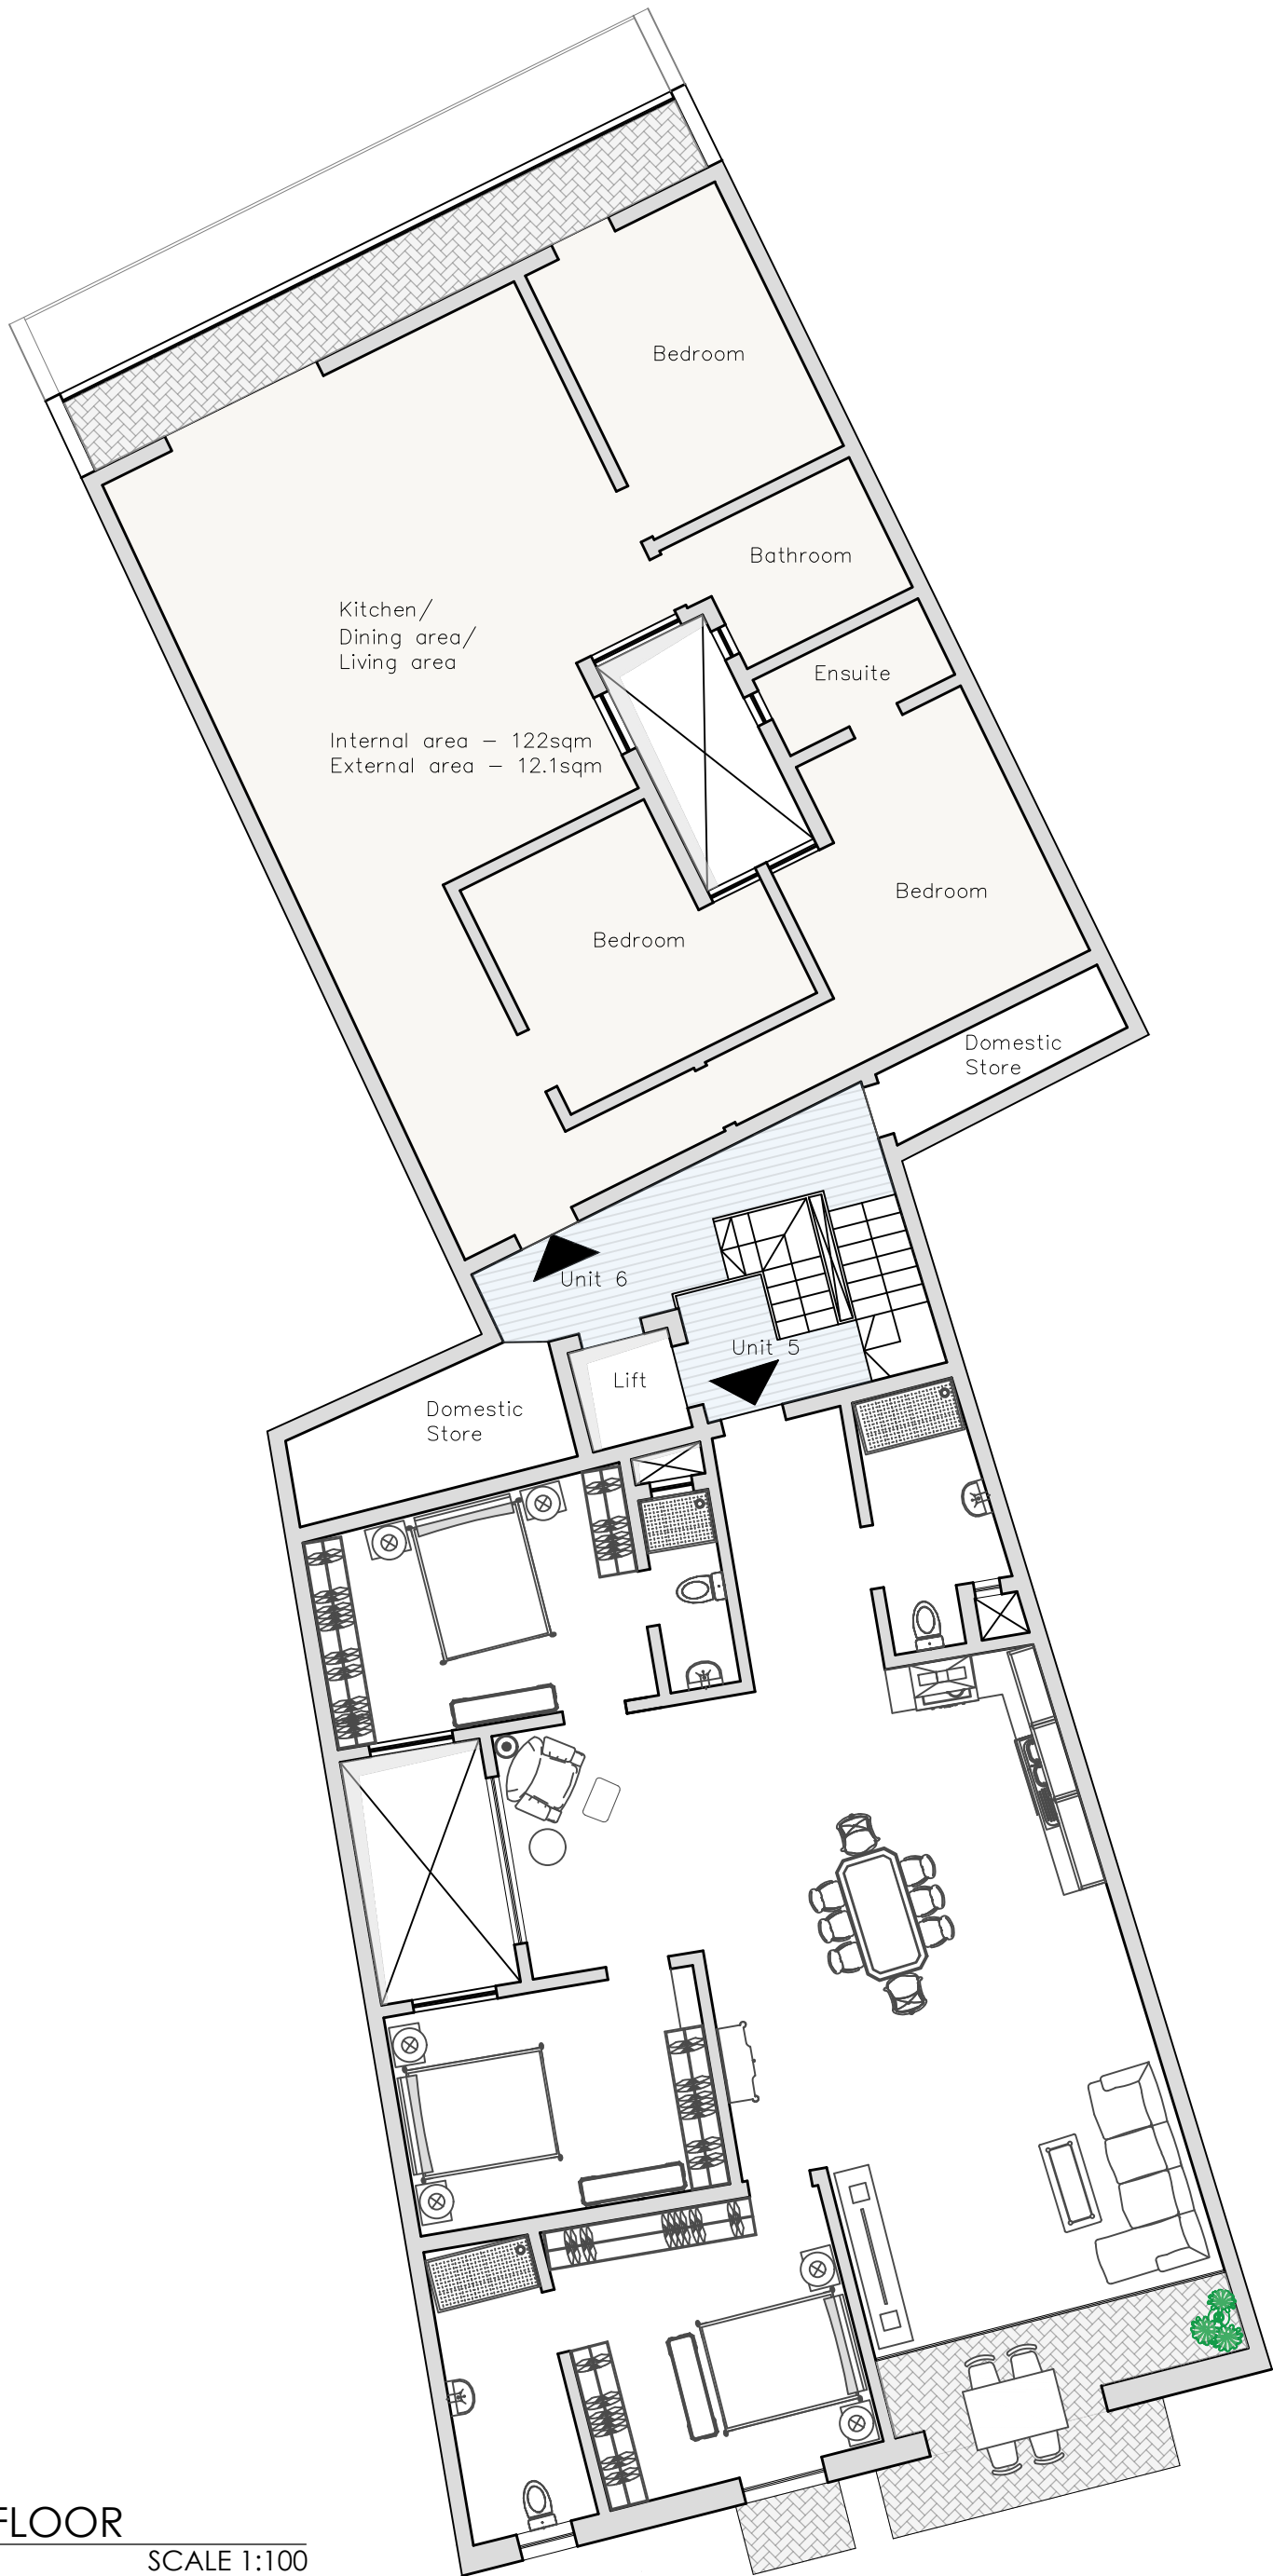 Bedroom
Bathroom
Kitchen/
Dining area/
Living area
Ensuite
Internal area – 122sqm
External area – 12.1sqm
Bedroom
Bedroom
Domestic
Store
Unit 6
Unit 5
Lift
Domestic
Store
FLOOR
SCALE 1:100